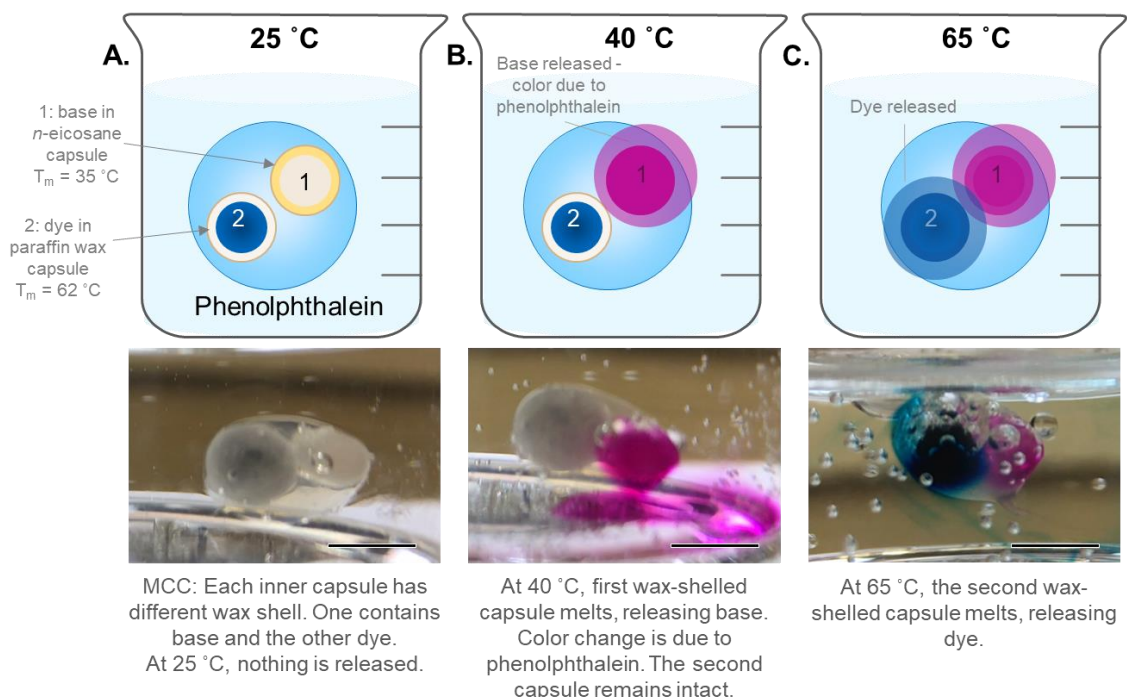 A.
25 ˚C
1: base in
n-eicosane
capsule
Tm = 35 ˚C
2: dye in
paraffin wax
capsule
Tm = 62 ˚C
1
2
Phenolphthalein
B.
40 ˚C
Base released -
color due to
phenolphthalein
1
2
C.
65 ˚C
Dye released
1
2
MCC: Each inner capsule has
different wax shell. One contains
base and the other dye.
At 25 ˚C, nothing is released.
At 40 ˚C, first wax-shelled
capsule melts, releasing base.
Color change is due to
phenolphthalein. The second
capsule remains intact.
At 65 ˚C, the second wax-
shelled capsule melts, releasing
dye.